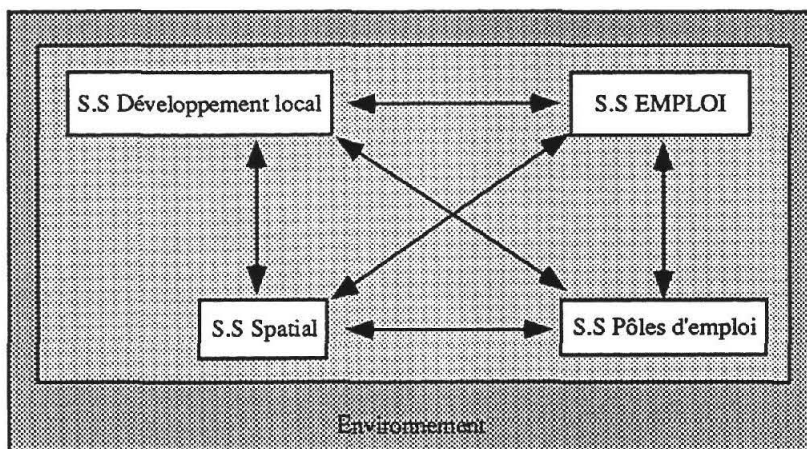 S.S Développement local
S.S EMPLOI
S.S Spatial
S.S Pôles d'emploi
Environnement